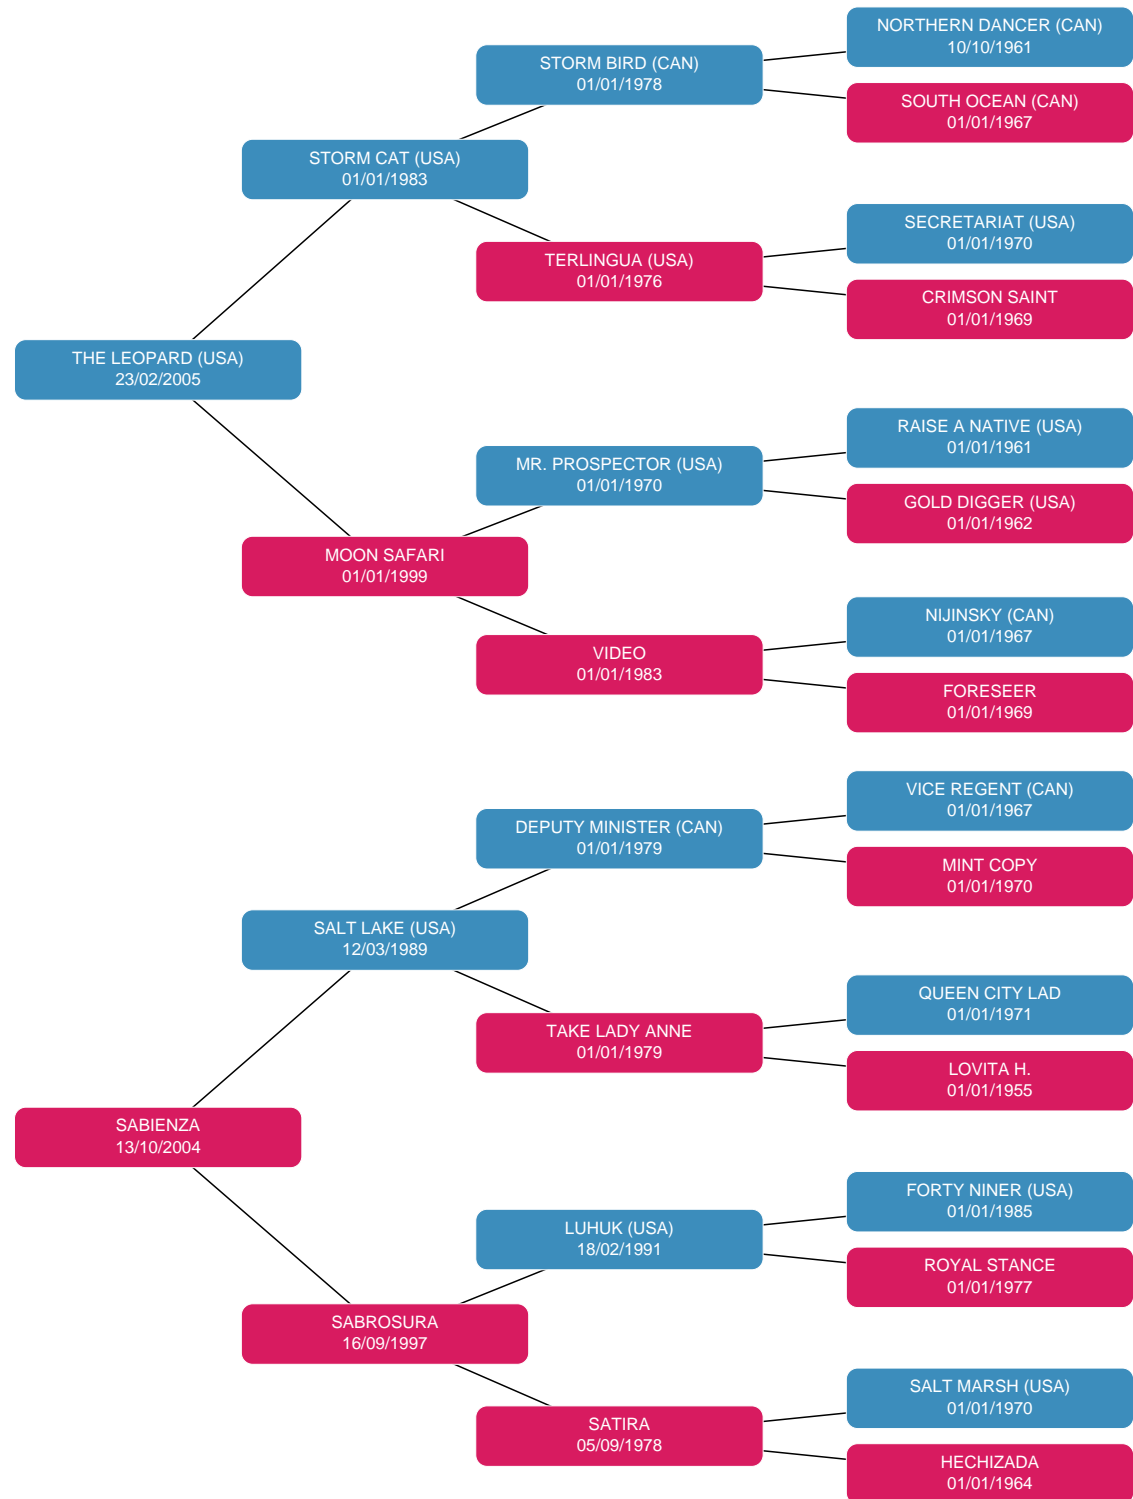 NORTHERN DANCER (CAN)
10/10/1961
STORM BIRD (CAN)
01/01/1978
SOUTH OCEAN (CAN)
01/01/1967
STORM CAT (USA)
01/01/1983
SECRETARIAT (USA)
01/01/1970
TERLINGUA (USA)
01/01/1976
CRIMSON SAINT
01/01/1969
THE LEOPARD (USA)
23/02/2005
RAISE A NATIVE (USA)
01/01/1961
MR. PROSPECTOR (USA)
01/01/1970
GOLD DIGGER (USA)
01/01/1962
MOON SAFARI
01/01/1999
NIJINSKY (CAN)
01/01/1967
VIDEO
01/01/1983
FORESEER
01/01/1969
VICE REGENT (CAN)
01/01/1967
DEPUTY MINISTER (CAN)
01/01/1979
MINT COPY
01/01/1970
SALT LAKE (USA)
12/03/1989
QUEEN CITY LAD
01/01/1971
TAKE LADY ANNE
01/01/1979
LOVITA H.
01/01/1955
SABIENZA
13/10/2004
FORTY NINER (USA)
01/01/1985
LUHUK (USA)
18/02/1991
ROYAL STANCE
01/01/1977
SABROSURA
16/09/1997
SALT MARSH (USA)
01/01/1970
SATIRA
05/09/1978
HECHIZADA
01/01/1964